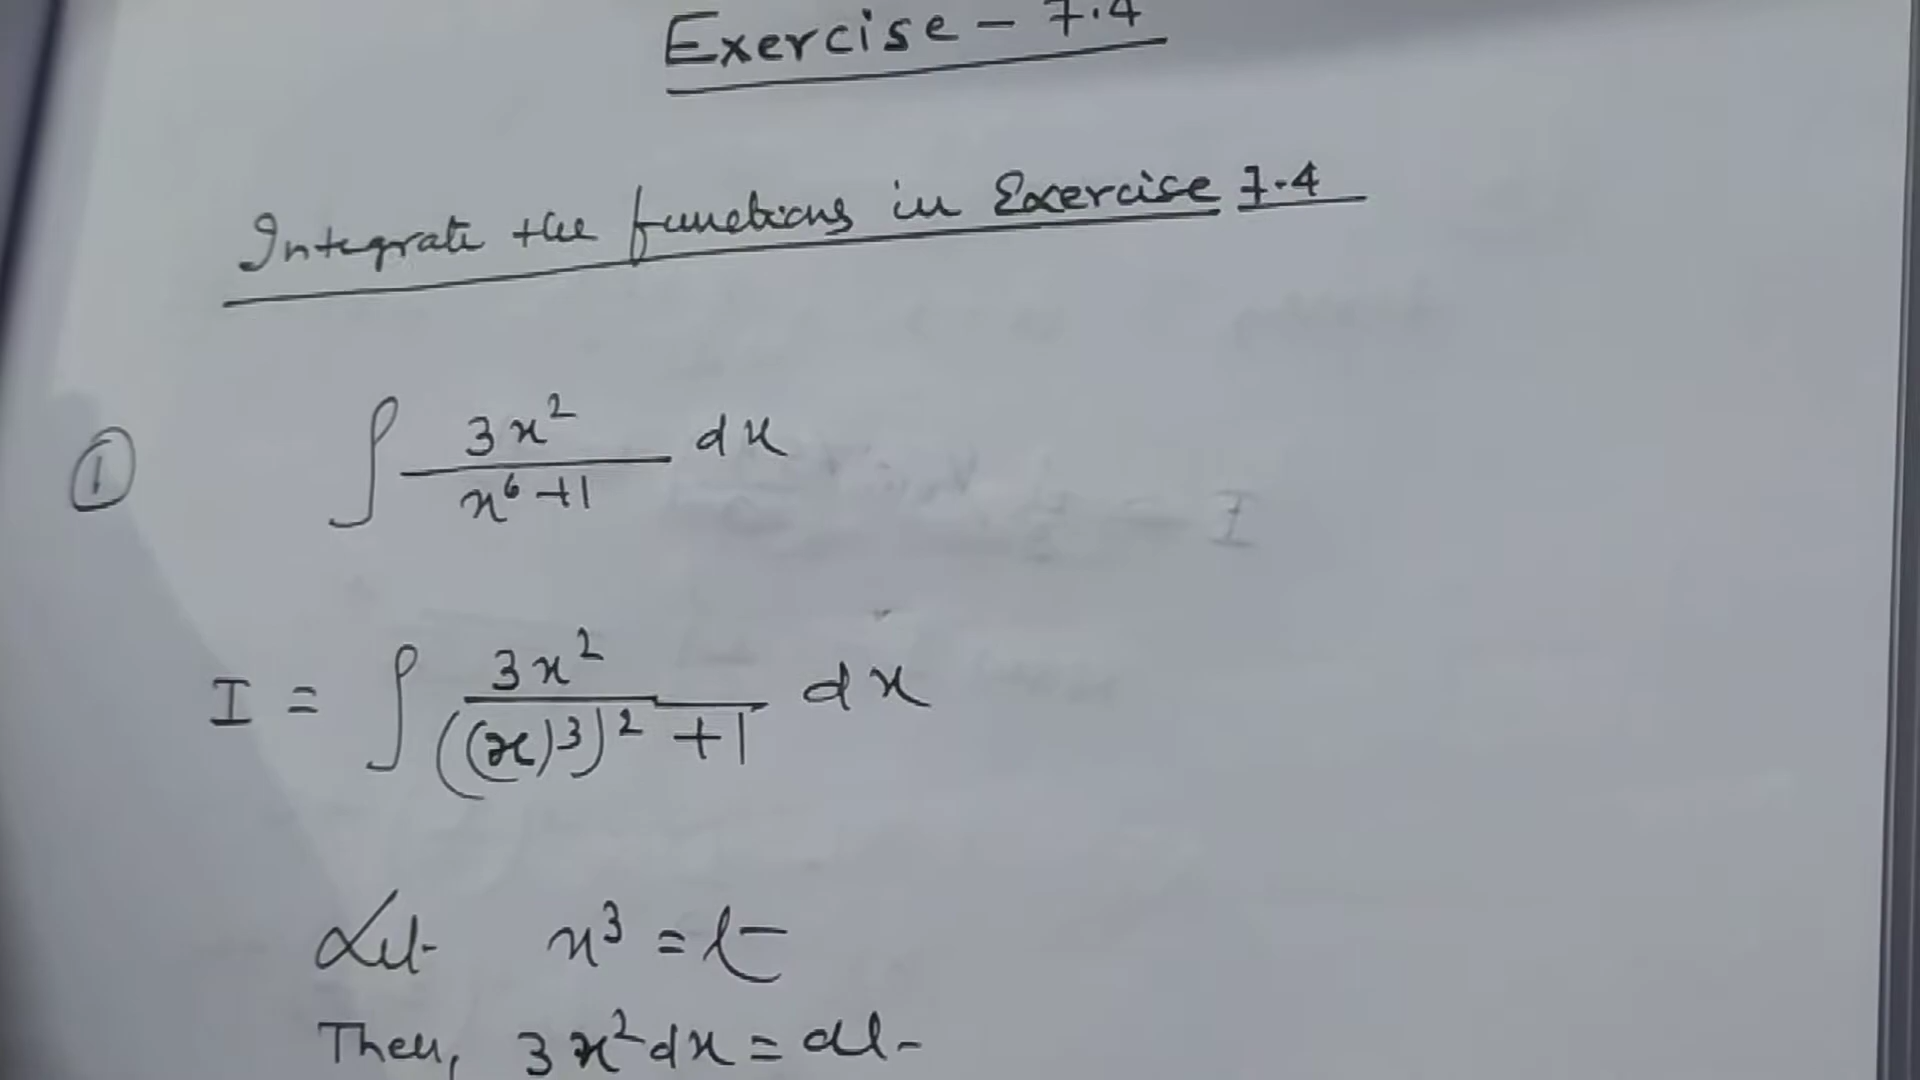 Exercise - 7.4
Integrate the functions in Exercise 7.4
① ∫ 3x²/(x⁶+1) dx
I = ∫ 3x²/(((x)³)² +1) dx
Let x³ = t
Then, 3x²dx = dt